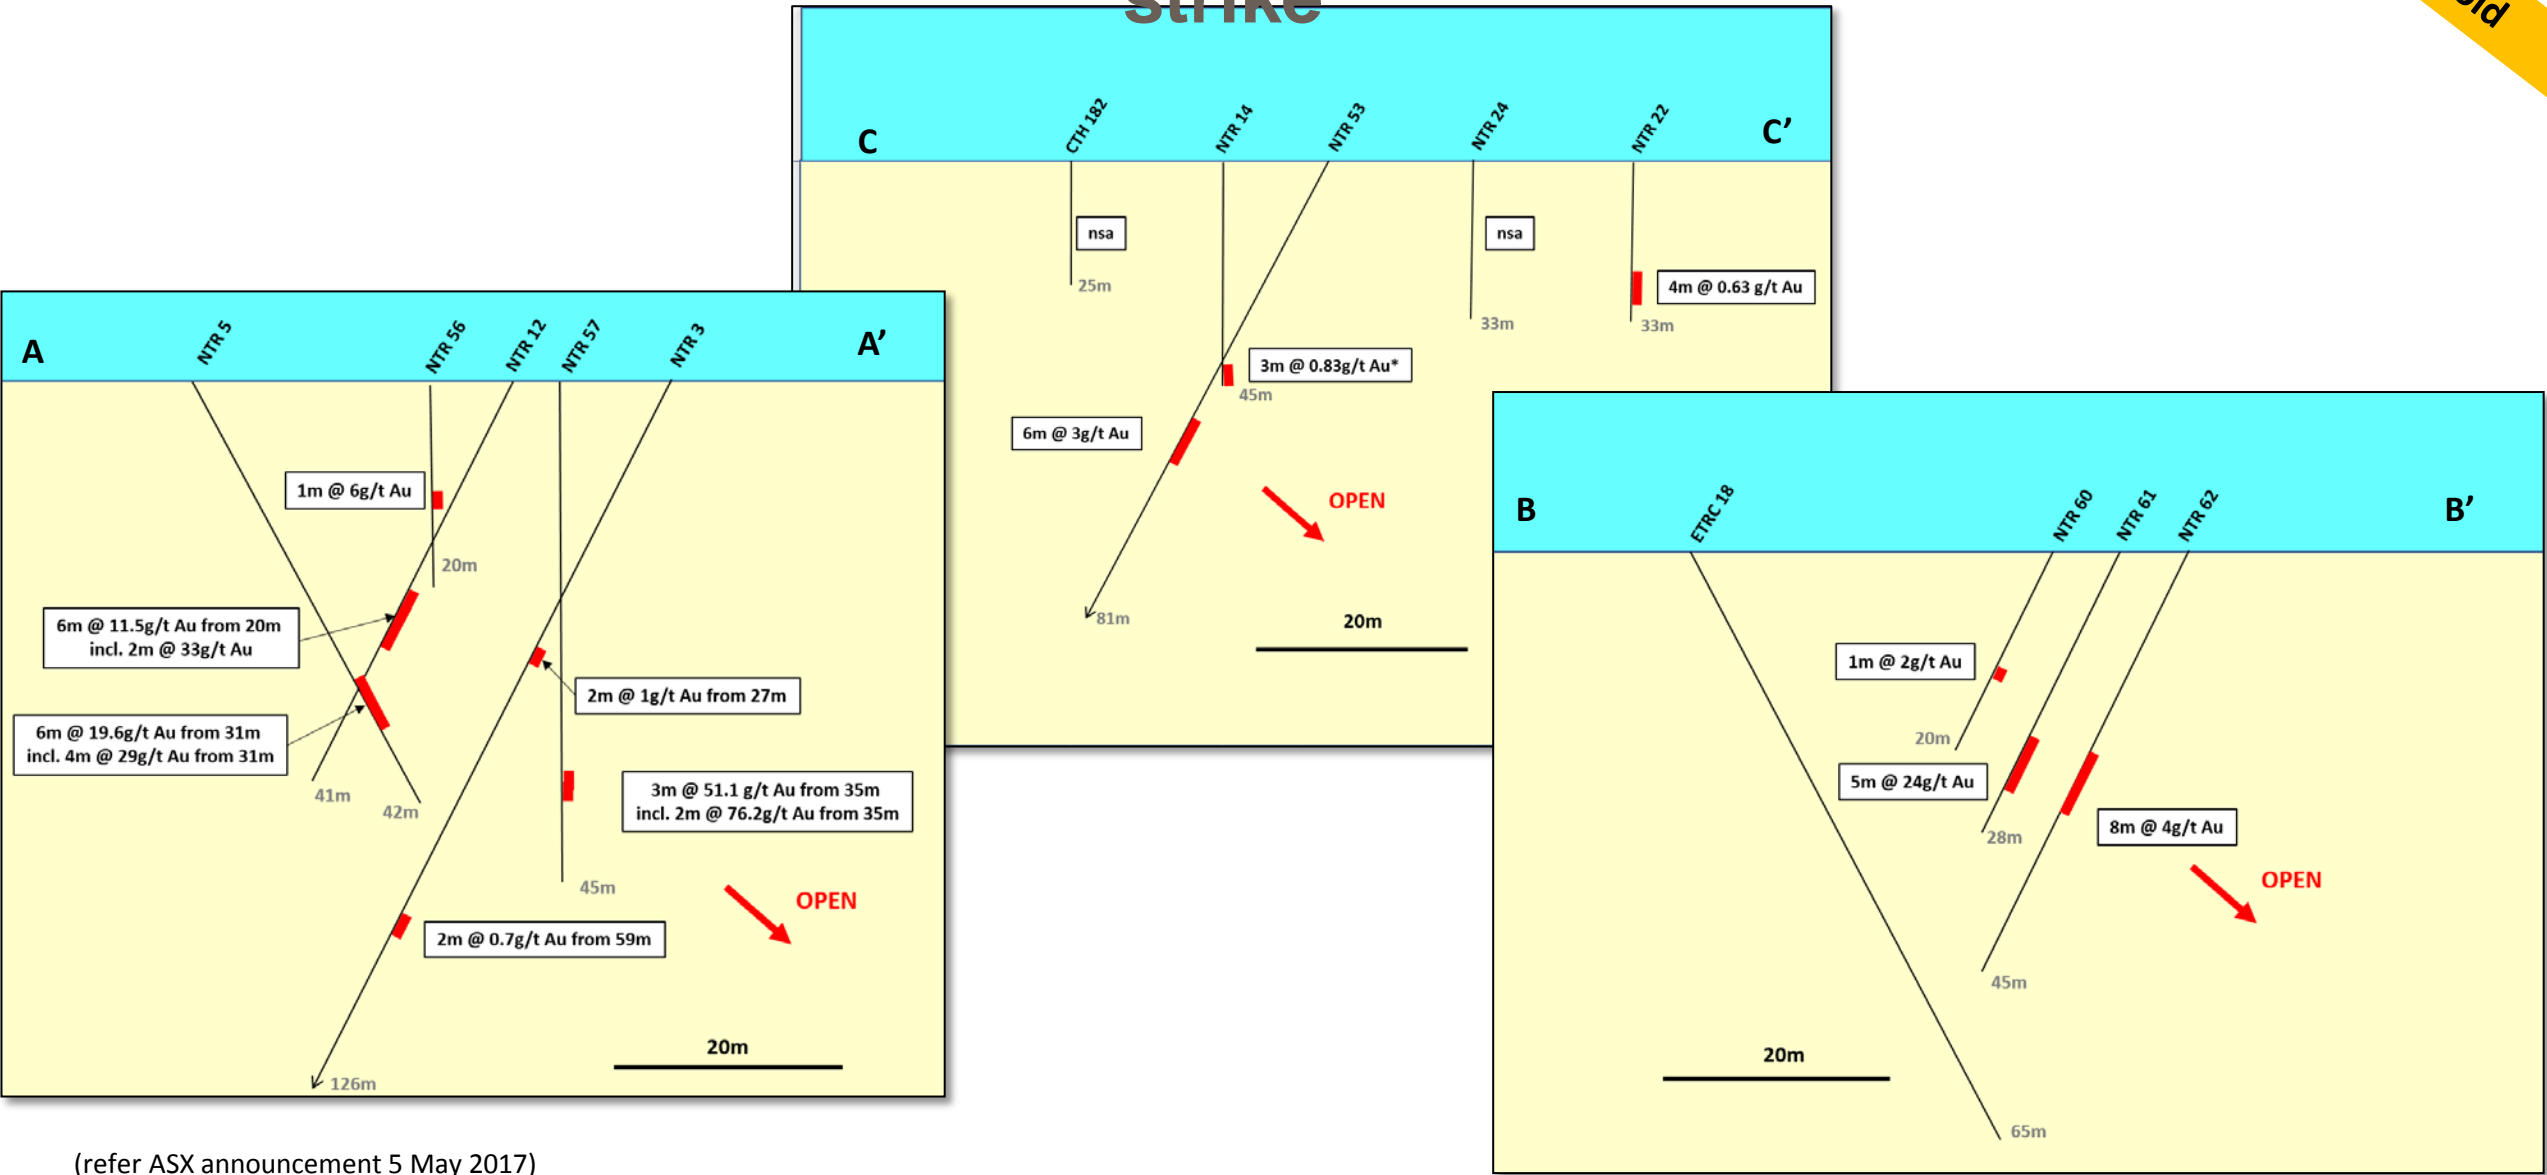 strike
C
C’
CTH 182
NTR 14
NTR 53
NTR 24
NTR 22
nsa
nsa
25m
33m
33m
4m @ 0.63 g/t Au
3m @ 0.83g/t Au*
45m
6m @ 3g/t Au
OPEN
81m
20m
A
A’
NTR 5
NTR 56
NTR 12
NTR 57
NTR 3
1m @ 6g/t Au
20m
6m @ 11.5g/t Au from 20m
incl. 2m @ 33g/t Au
2m @ 1g/t Au from 27m
6m @ 19.6g/t Au from 31m
incl. 4m @ 29g/t Au from 31m
41m
42m
3m @ 51.1 g/t Au from 35m
incl. 2m @ 76.2g/t Au from 35m
45m
OPEN
2m @ 0.7g/t Au from 59m
20m
126m
B
B’
ETRC 18
NTR 60
NTR 61
NTR 62
1m @ 2g/t Au
20m
5m @ 24g/t Au
28m
8m @ 4g/t Au
OPEN
45m
20m
65m
(refer ASX announcement 5 May 2017)